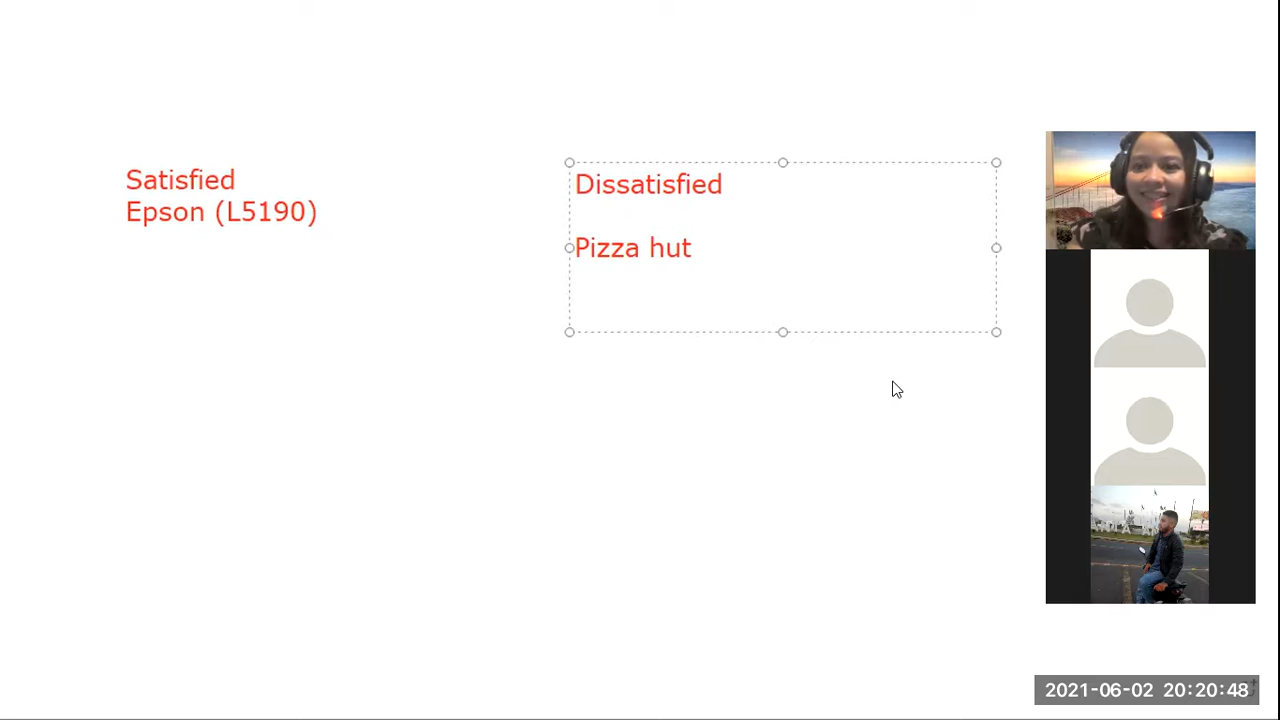 Satisfied
Epson (L5190)
Dissatisfied
Pizza hut
2021-06-02 20:20:48